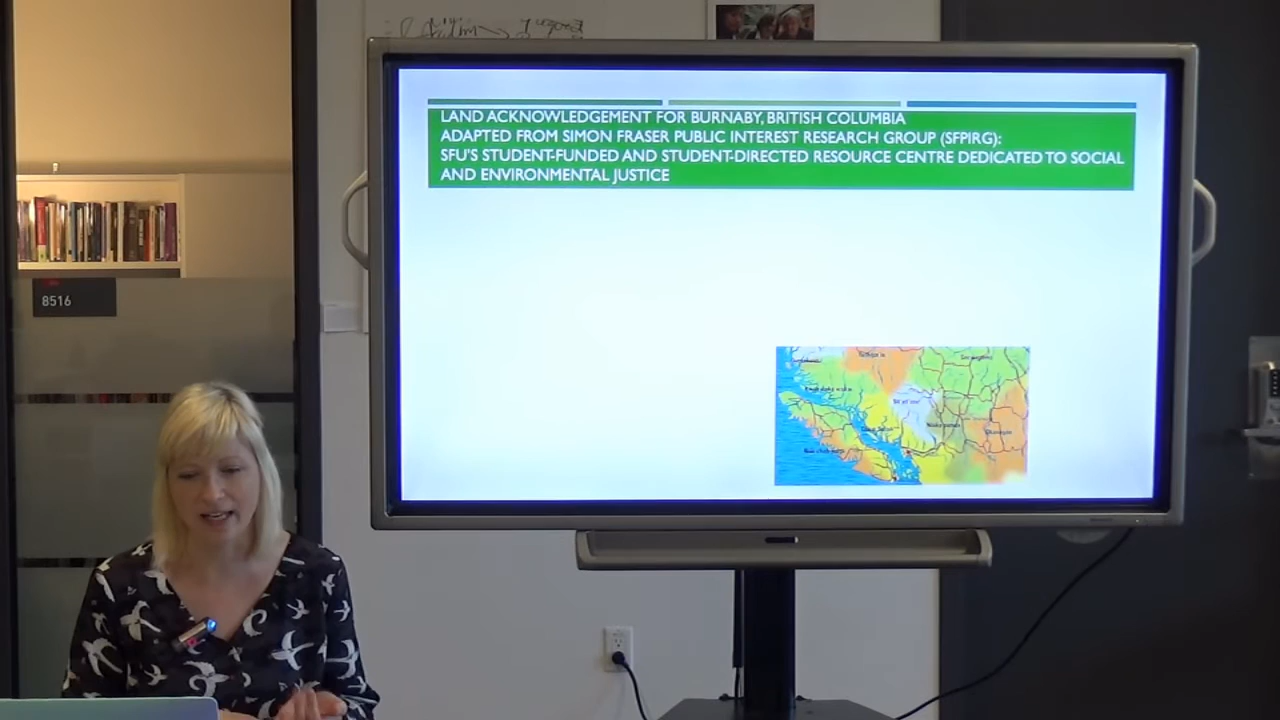 LAND ACKNOWLEDGEMENT FOR BURNABY, BRITISH COLUMBIA
ADAPTED FROM SIMON FRASER PUBLIC INTEREST RESEARCH GROUP (SFPIRG):
SFU'S STUDENT-FUNDED AND STUDENT-DIRECTED RESOURCE CENTRE DEDICATED TO SOCIAL
AND ENVIRONMENTAL JUSTICE
8516